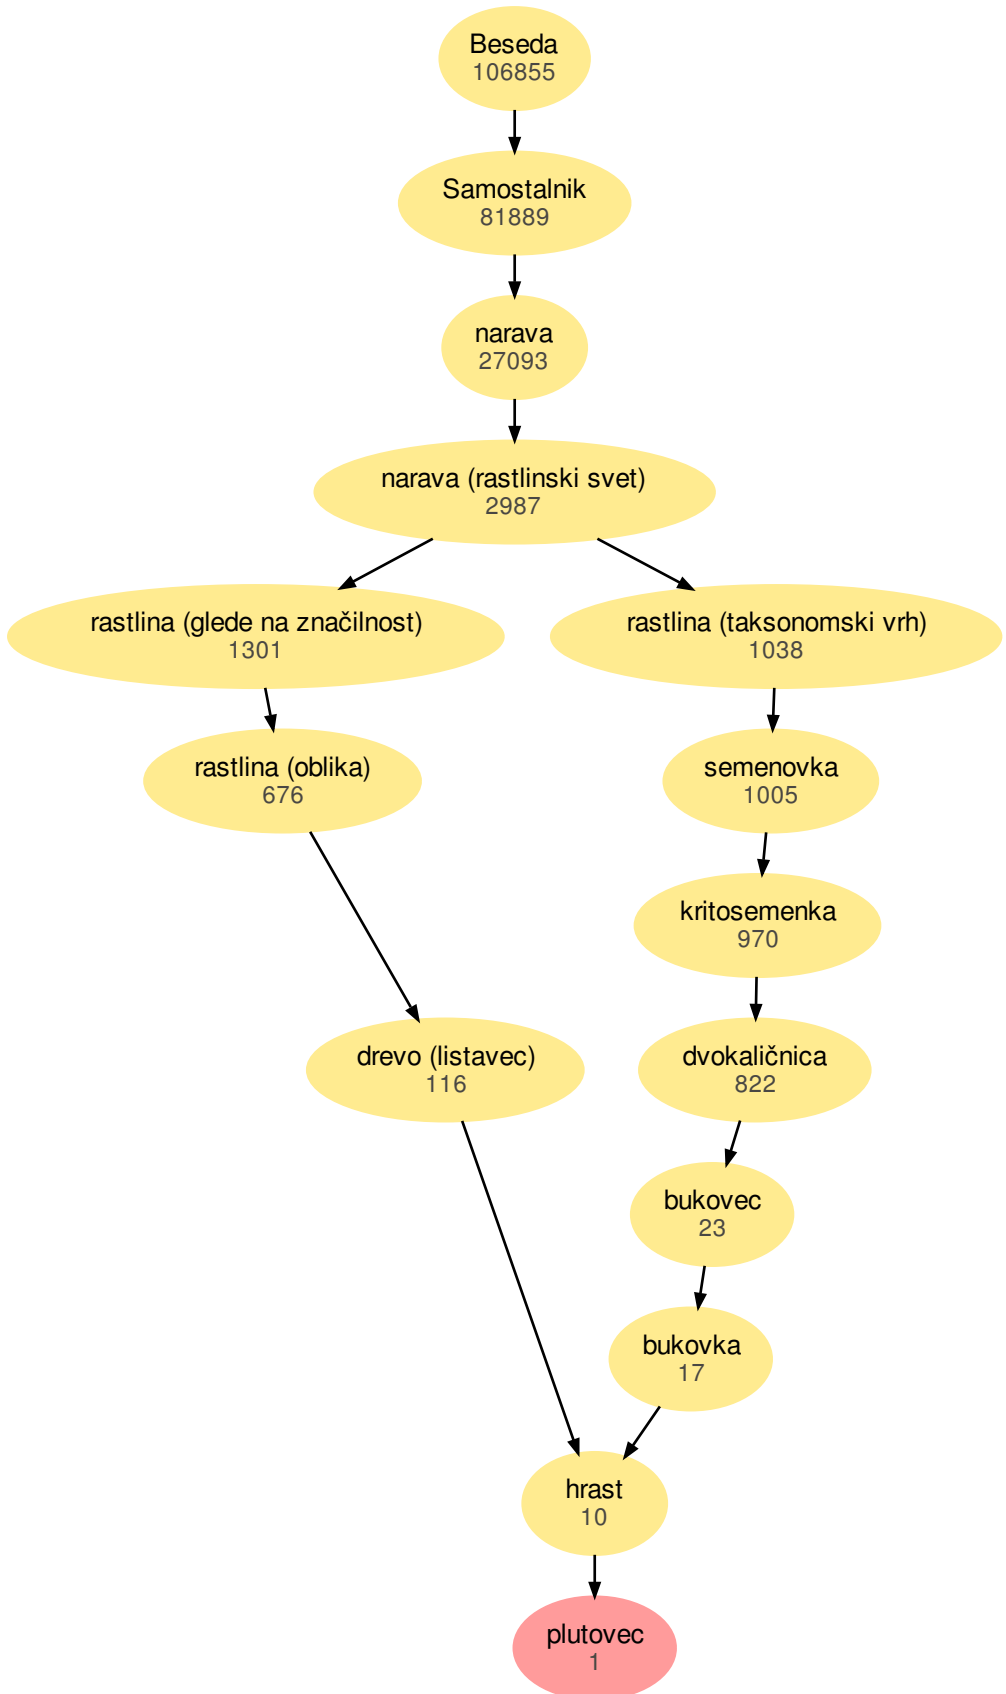 Beseda
106855
Samostalnik
81889
narava
27093
narava (rastlinski svet)
2987
rastlina (glede na značilnost)
1301
rastlina (taksonomski vrh)
1038
rastlina (oblika)
676
semenovka
1005
kritosemenka
970
drevo (listavec)
116
dvokaličnica
822
bukovec
23
bukovka
17
hrast
10
plutovec
1